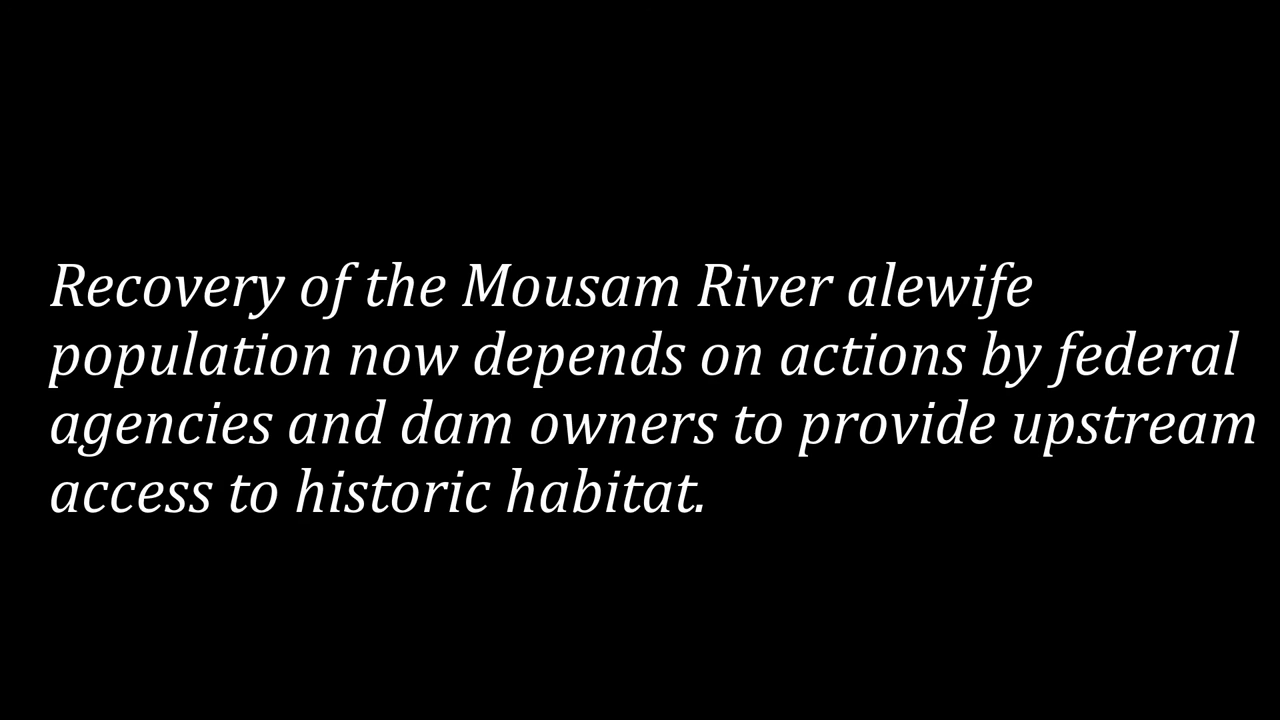 Recovery of the Mousam River alewife
population now depends on actions by federal
agencies and dam owners to provide upstream
access to historic habitat.